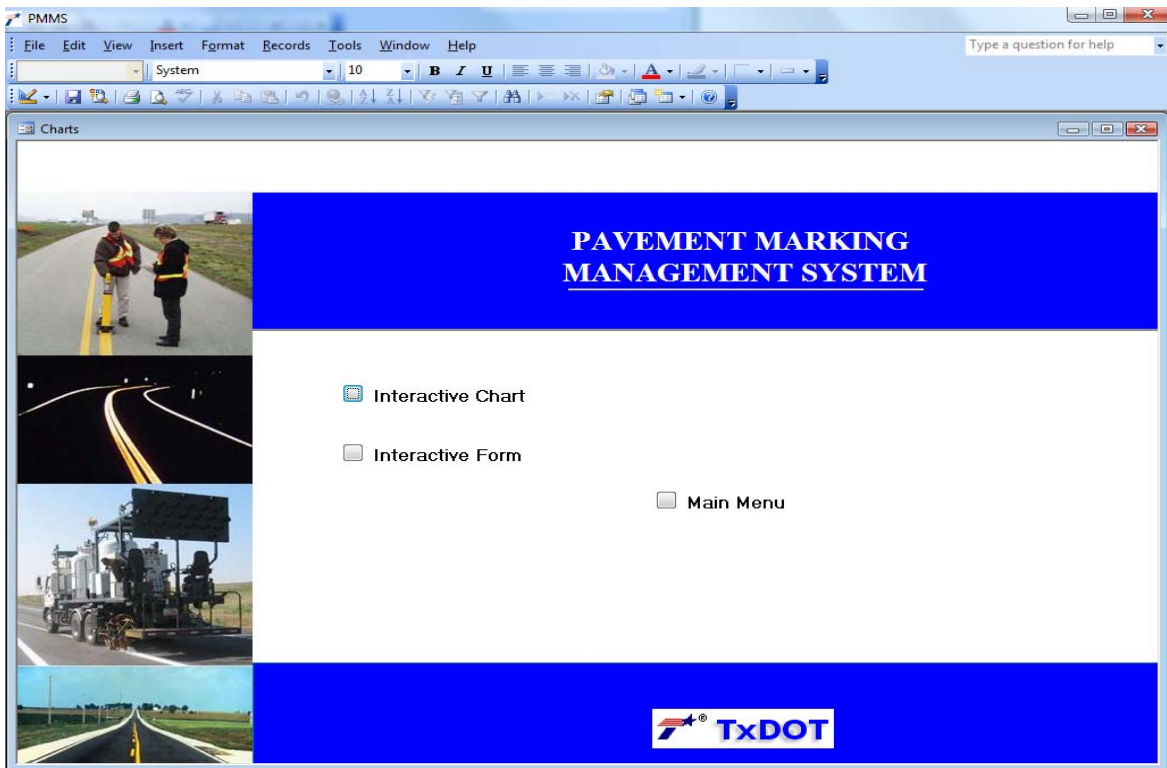 PMMS
File Edit View Insert Format Records Tools Window Help Type a question for help
System 10 B I U A
Charts
PAVEMENT MARKING
MANAGEMENT SYSTEM
Interactive Chart
Interactive Form
Main Menu
® TxDOT